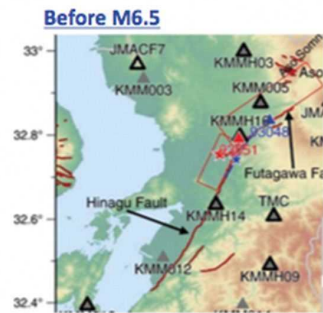 Before M6.5
33°
JMACF7
KMMH03
KMM003
Aso
KMM005
KMMH16
93048
32.8°
Futagawa Fa
Hinagu Fault
KMMH14
TMC
32.6°
KMM012
KMMH09
32.4°